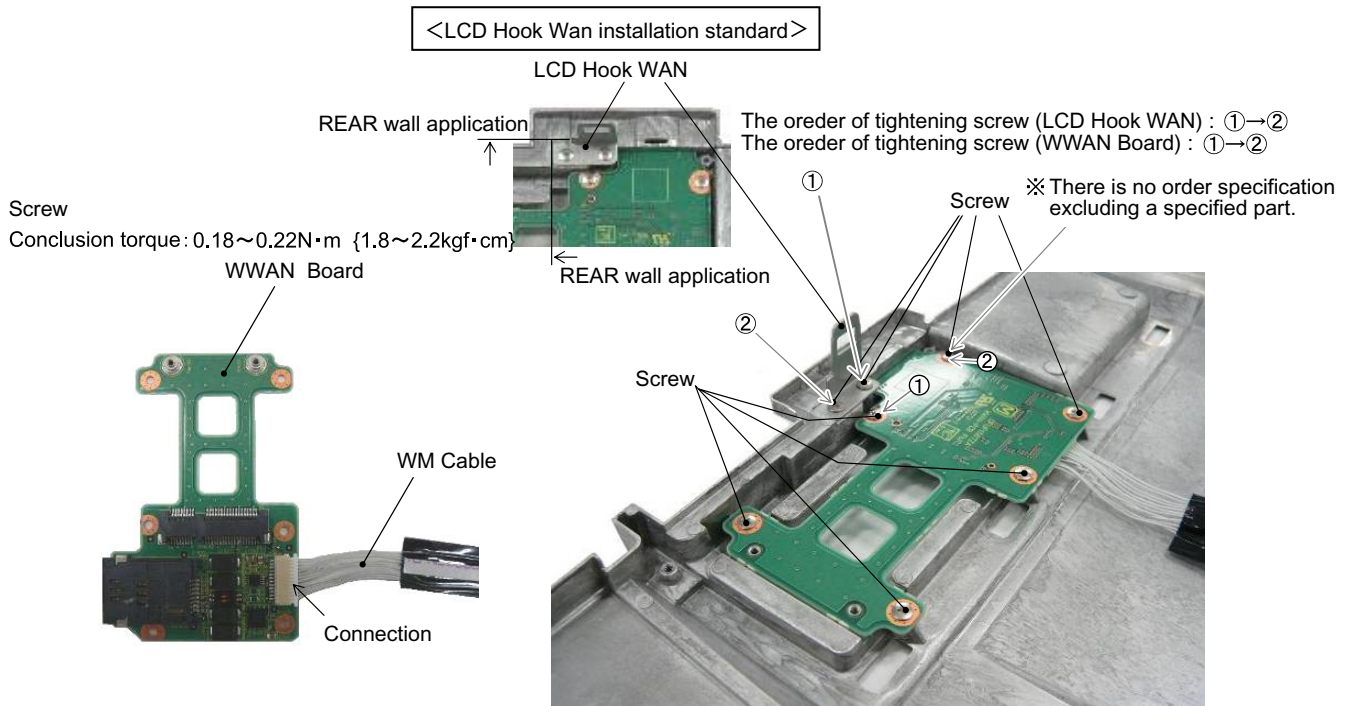 <LCD Hook Wan installation standard>
LCD Hook WAN
REAR wall application
The oreder of tightening screw (LCD Hook WAN) : ①→②
The oreder of tightening screw (WWAN Board) : ①→②
①
Screw
※ There is no order specification
excluding a specified part.
Screw
Conclusion torque : 0.18～0.22N･m {1.8～2.2kgf･cm}
REAR wall application
WWAN Board
②
②
Screw
①
WM Cable
Connection